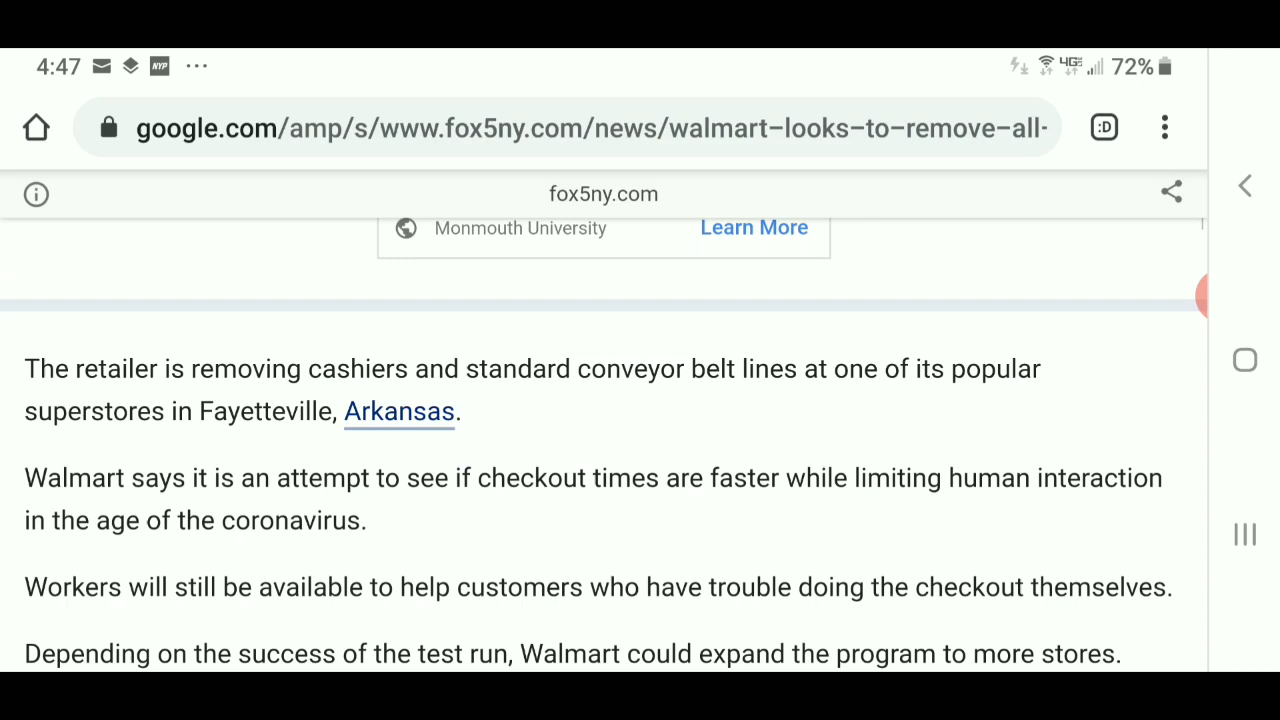 4:47 NYP ... 4GE 72%
google.com/amp/s/www.fox5ny.com/news/walmart-looks-to-remove-all- :D
fox5ny.com
Monmouth University Learn More
The retailer is removing cashiers and standard conveyor belt lines at one of its popular
superstores in Fayetteville, Arkansas.
Walmart says it is an attempt to see if checkout times are faster while limiting human interaction
in the age of the coronavirus.
Workers will still be available to help customers who have trouble doing the checkout themselves.
Depending on the success of the test run, Walmart could expand the program to more stores.